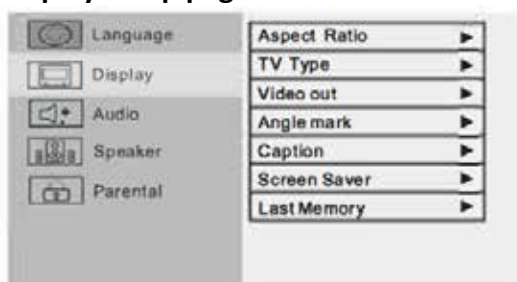 Language
Display
Audio
Speaker
Parental
Aspect Ratio
TV Type
Video out
Angle mark
Caption
Screen Saver
Last Memory